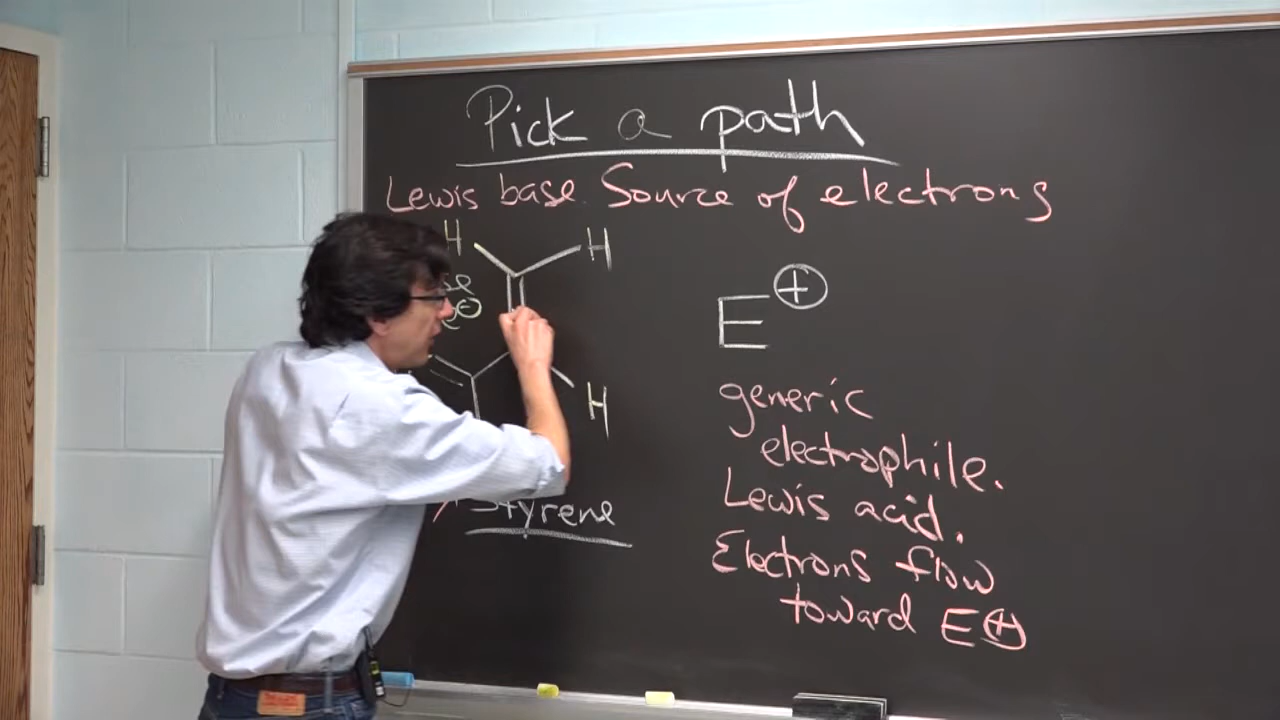 Pick a path
Lewis base. Source of electrons
H
H
E +
H
Styrene
generic
electrophile.
Lewis acid.
Electrons flow
toward E +